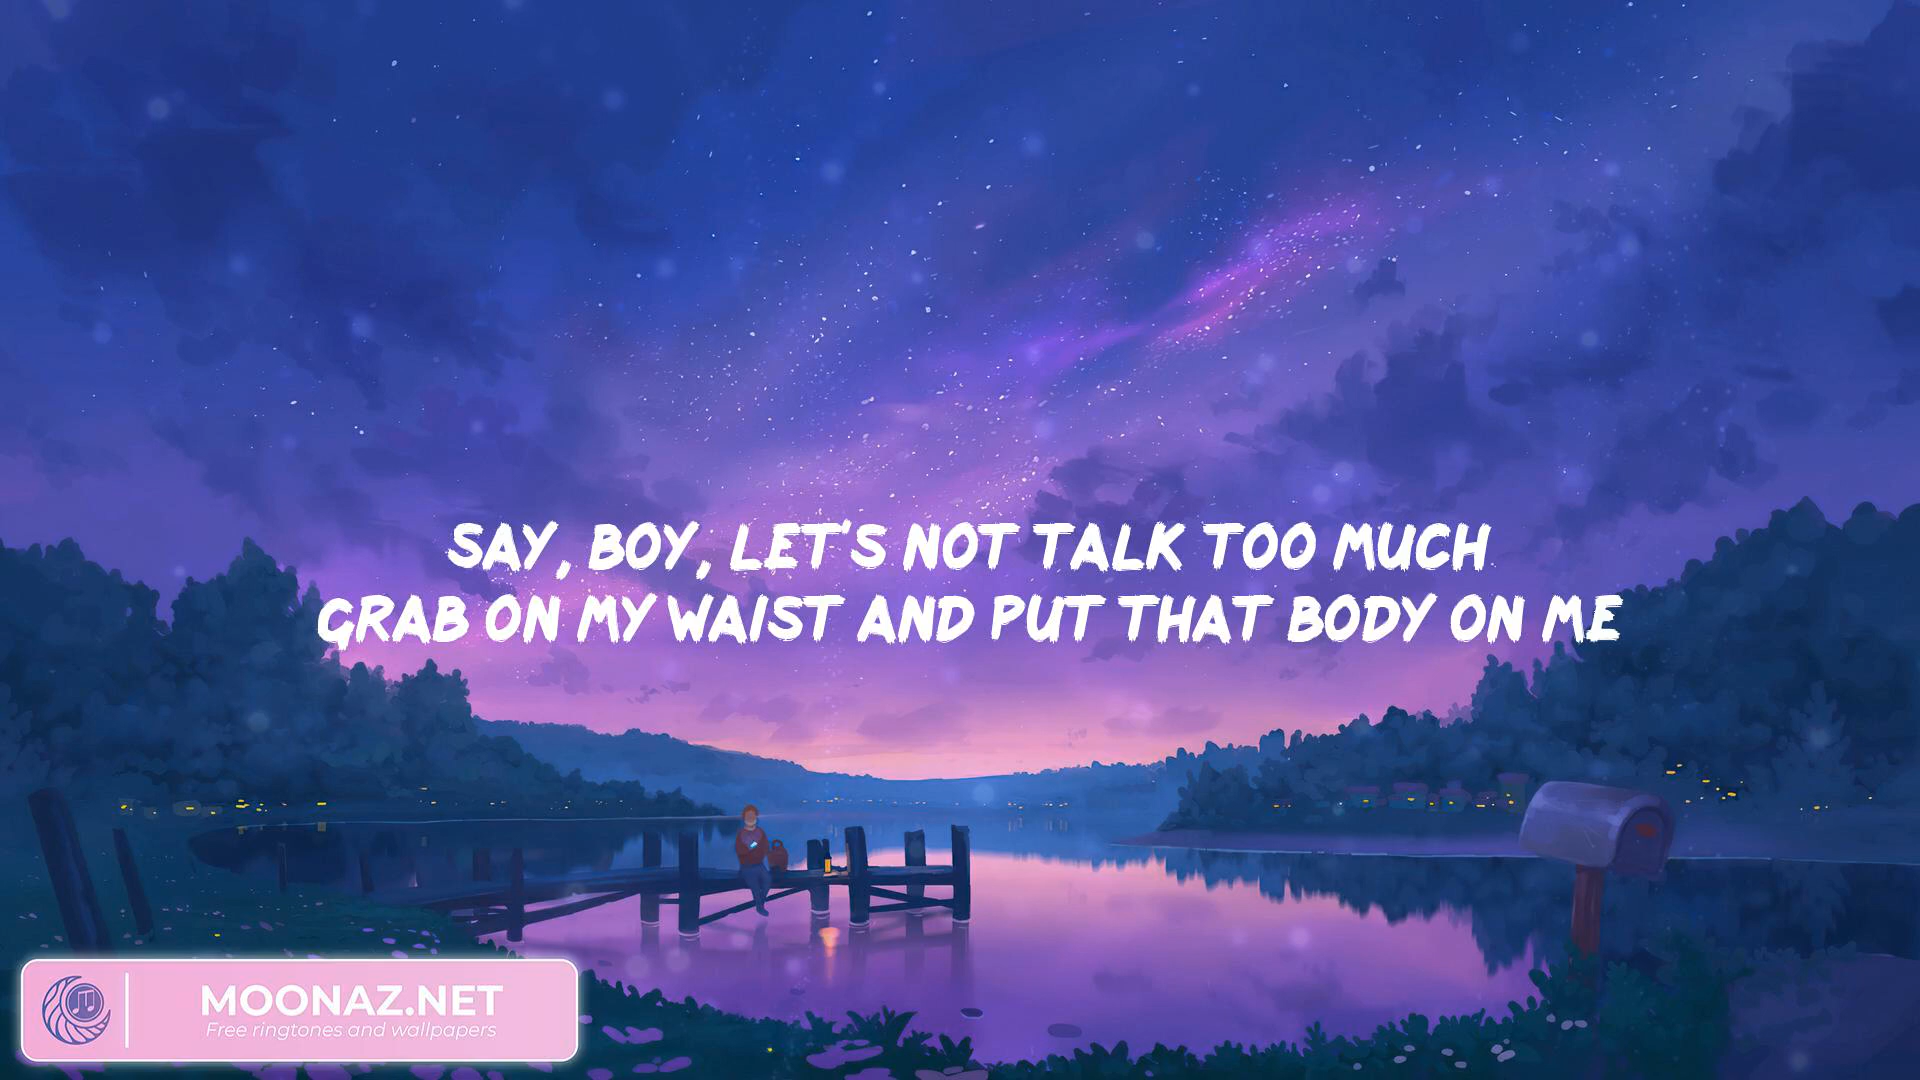 SAY, BOY, LET'S NOT TALK TOO MUCH
GRAB ON MY WAIST AND PUT THAT BODY ON ME
MOONAZ.NET
Free ringtones and wallpapers